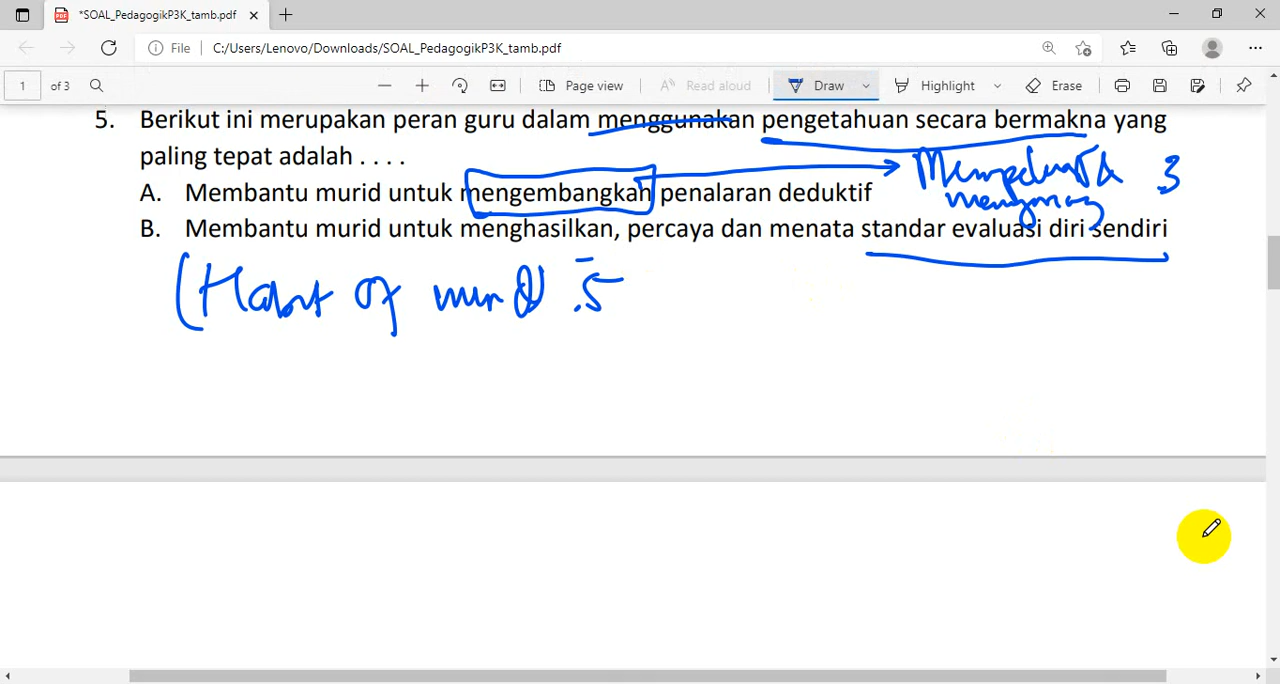 *SOAL_PedagogikP3K_tamb.pdf
File C:/Users/Lenovo/Downloads/SOAL_PedagogikP3K_tamb.pdf
1 of 3 Page view Read aloud Draw Highlight Erase
5. Berikut ini merupakan peran guru dalam menggunakan pengetahuan secara bermakna yang
paling tepat adalah . . . .
A. Membantu murid untuk mengembangkan penalaran deduktif
3
B. Membantu murid untuk menghasilkan, percaya dan menata standar evaluasi diri sendiri
(Habit Of mind 5